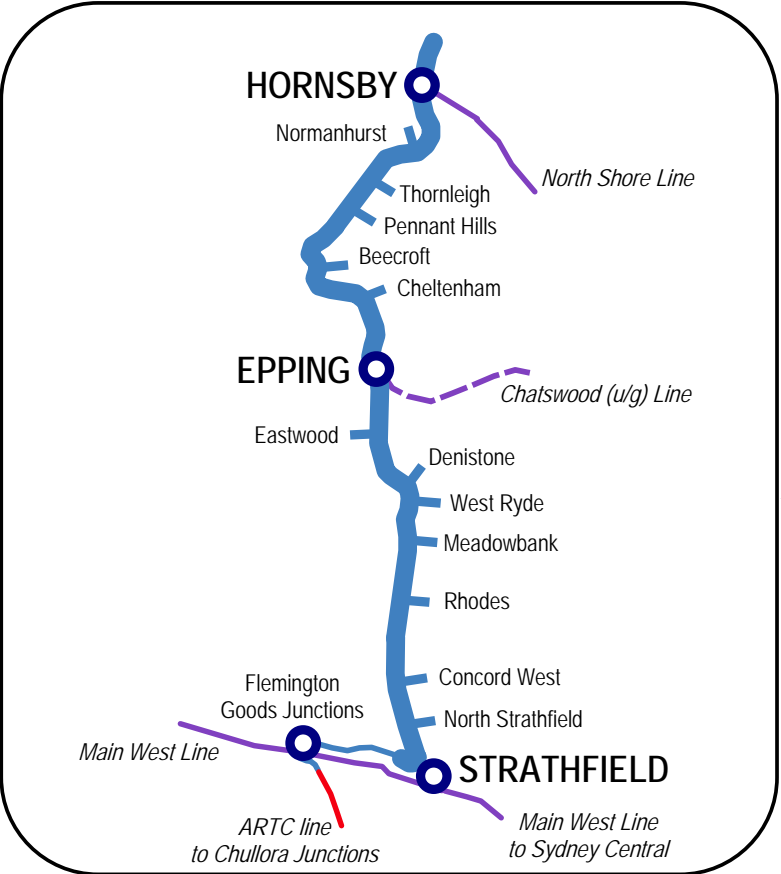 HORNSBY
Normanhurst
North Shore Line
Thornleigh
Pennant Hills
Beecroft
Cheltenham
EPPING
Chatswood (u/g) Line
Eastwood
Denistone
West Ryde
Meadowbank
Rhodes
Concord West
Flemington
Goods Junctions
North Strathfield
Main West Line
STRATHFIELD
ARTC line
to Chullora Junctions
Main West Line
to Sydney Central